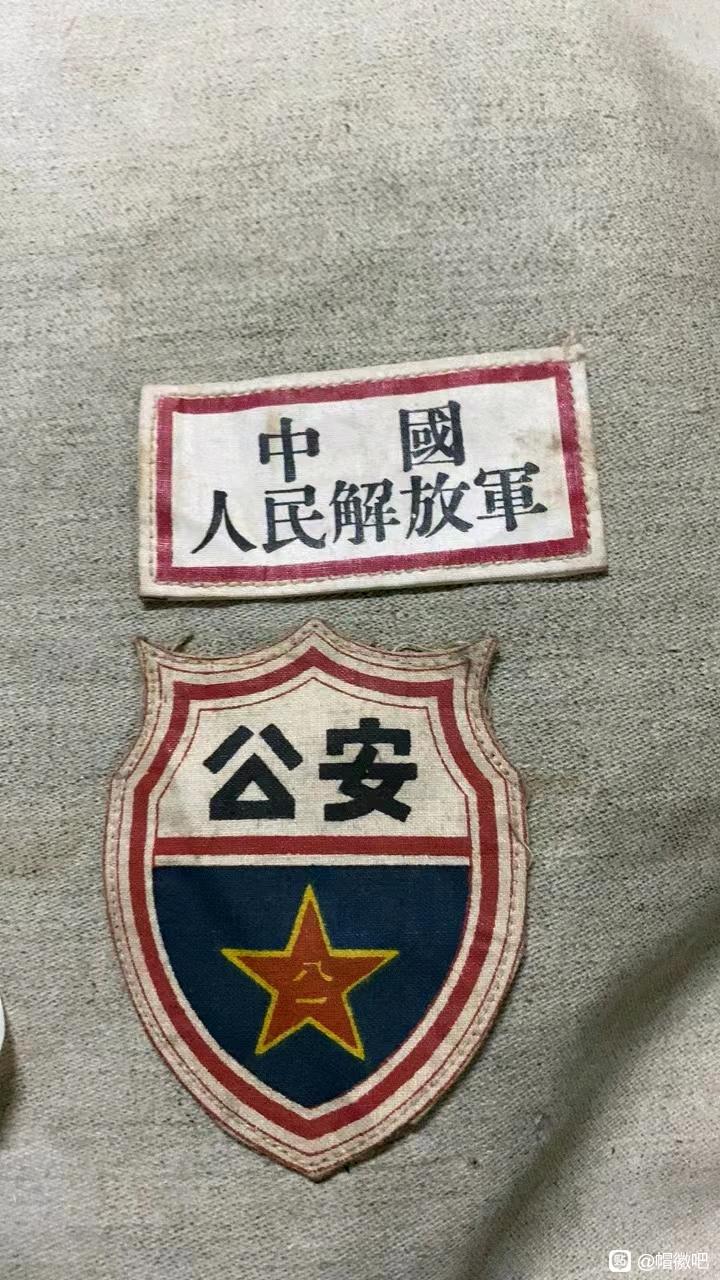 中國
人民解放軍
公安
八一
@帽徽吧